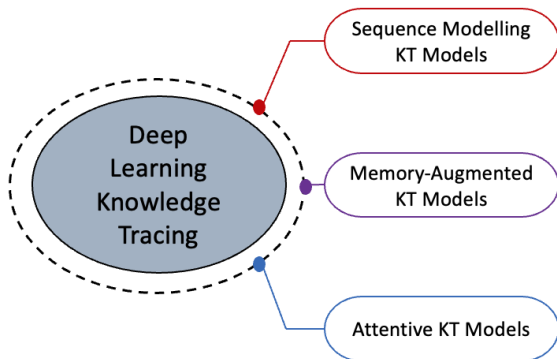 Deep
Learning
Knowledge
Tracing
Sequence Modelling
KT Models
Memory-Augmented
KT Models
Attentive KT Models